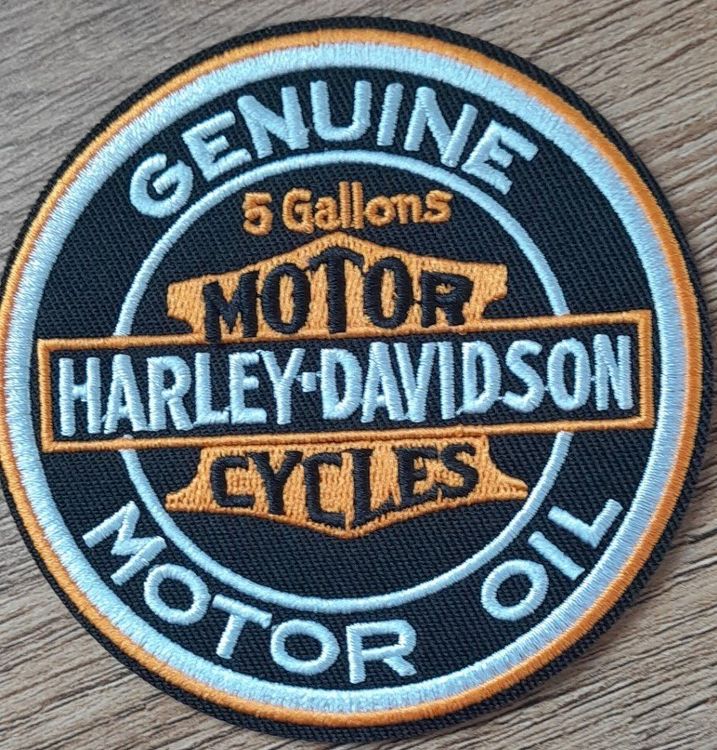 GENUINE
5 Gallons
MOTOR
HARLEY-DAVIDSON
CYCLES
MOTOR OIL